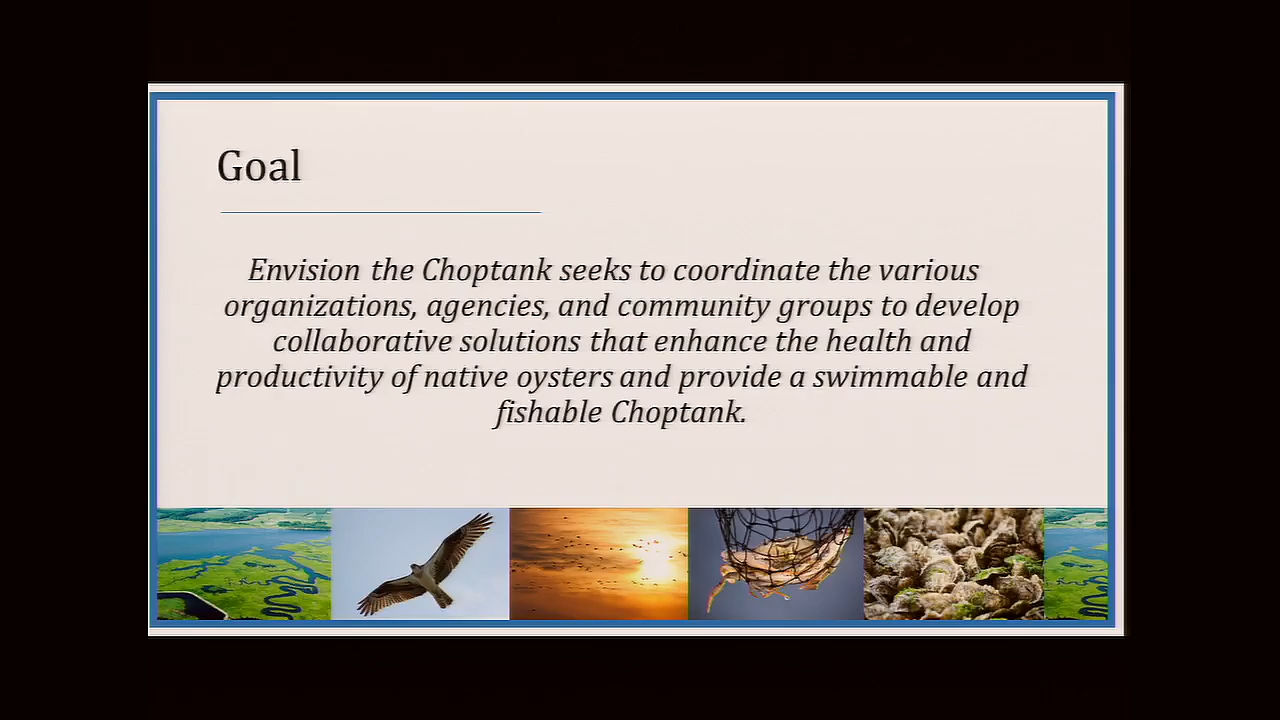 Goal
Envision the Choptank seeks to coordinate the various
organizations, agencies, and community groups to develop
collaborative solutions that enhance the health and
productivity of native oysters and provide a swimmable and
fishable Choptank.